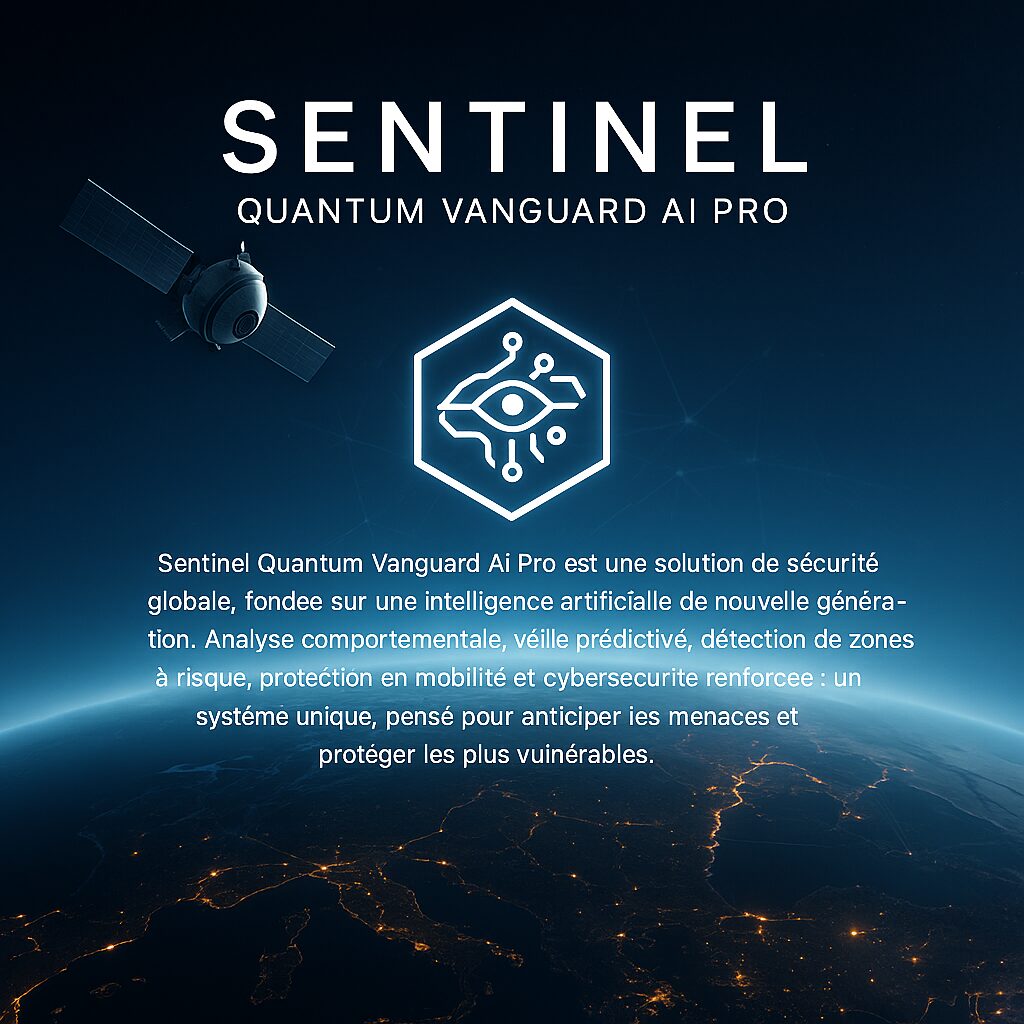 SENTINEL
QUANTUM VANGUARD AI PRO
Sentinel Quantum Vanguard Ai Pro est une solution de sécurité
globale, fondee sur une intelligence artificíalle de nouvelle généra-
tion. Analyse comportementale, véille prédictivé, détection de zones
à risque, protećtion en mobilité et cybersecurite renforcee : un
systéme unique, pensé pour anticiper ies menaces et
protéger les plus vuinérables.